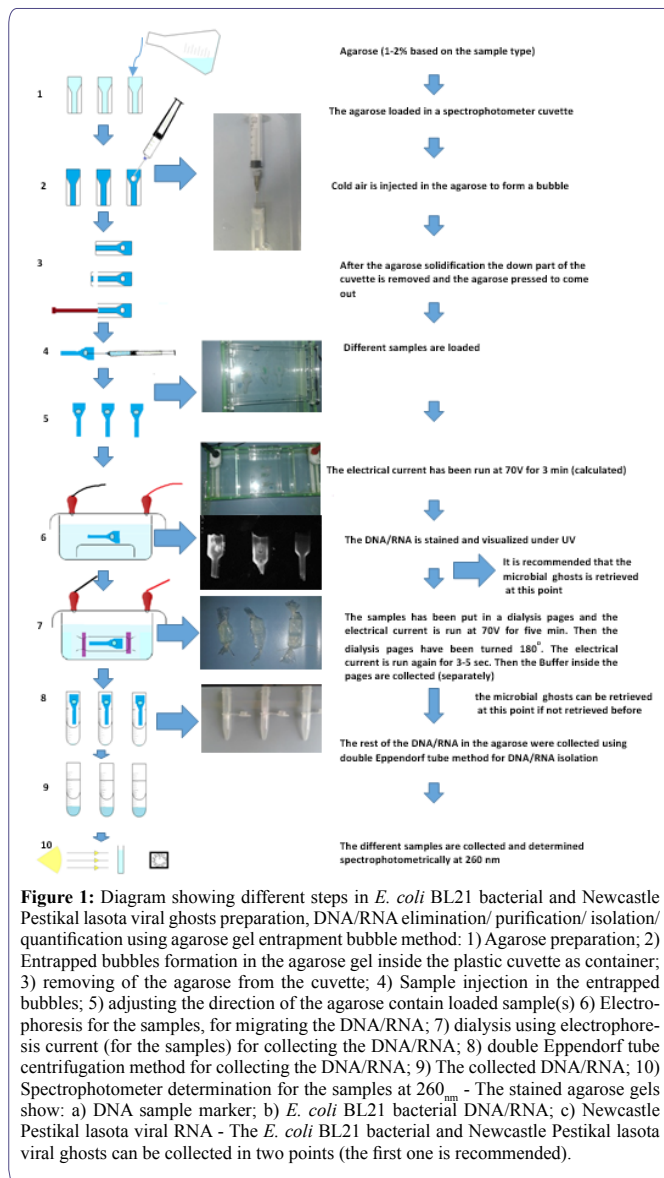 Agarose (1-2% based on the sample type)
1
The agarose loaded in a spectrophotometer cuvette
2
Cold air is injected in the agarose to form a bubble
3
After the agarose solidification the down part of the
cuvette is removed and the agarose pressed to come
out
4
Different samples are loaded
5
The electrical current has been run at 70V for 3 min (calculated)
6
The DNA/RNA is stained and visualized under UV
It is recommended that the
microbial ghosts is retrieved
at this point
7
The samples has been put in a dialysis pages and the
electrical current is run at 70V for five min. Then the
dialysis pages have been turned 180°. The electrical
current is run again for 3-5 sec. Then the Buffer inside the
pages are collected (separately)
8
the microbial ghosts can be retrieved
at this point if not retrieved before
The rest of the DNA/RNA in the agarose were collected using
double Eppendorf tube method for DNA/RNA isolation
9
10
The different samples are collected and determined
spectrophotometrically at 260 nm
Figure 1: Diagram showing different steps in E. coli BL21 bacterial and Newcastle
Pestikal lasota viral ghosts preparation, DNA/RNA elimination/ purification/ isolation/
quantification using agarose gel entrapment bubble method: 1) Agarose preparation; 2)
Entrapped bubbles formation in the agarose gel inside the plastic cuvette as container;
3) removing of the agarose from the cuvette; 4) Sample injection in the entrapped
bubbles; 5) adjusting the direction of the agarose contain loaded sample(s) 6) Electro-
phoresis for the samples, for migrating the DNA/RNA; 7) dialysis using electrophore-
sis current (for the samples) for collecting the DNA/RNA; 8) double Eppendorf tube
centrifugation method for collecting the DNA/RNA; 9) The collected DNA/RNA; 10)
Spectrophotometer determination for the samples at 260nm - The stained agarose gels
show: a) DNA sample marker; b) E. coli BL21 bacterial DNA/RNA; c) Newcastle
Pestikal lasota viral RNA - The E. coli BL21 bacterial and Newcastle Pestikal lasota
viral ghosts can be collected in two points (the first one is recommended).